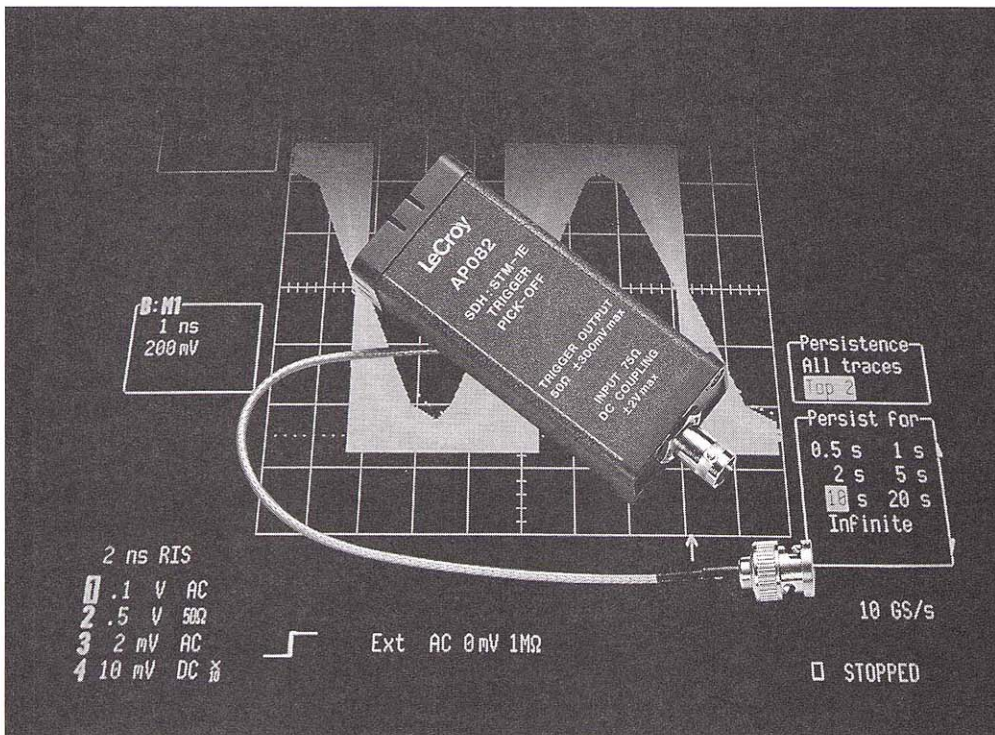 LeCroy
AP082
SDH: STM-1E
TRIGGER
PICK-OFF
TRIGGER OUTPUT
50Ω ±300mV max
INPUT 75Ω
DC COUPLING
±2V max
B:M1
1 ns
200 mV
Persistence
All traces
Top 2
Persist for
0.5 s 1 s
2 s 5 s
10 s 20 s
Infinite
2 ns RIS
1 .1 V AC
2 .5 V 50Ω
3 2 mV AC
4 10 mV DC X10
Ext AC 0 mV 1MΩ
10 GS/s
STOPPED